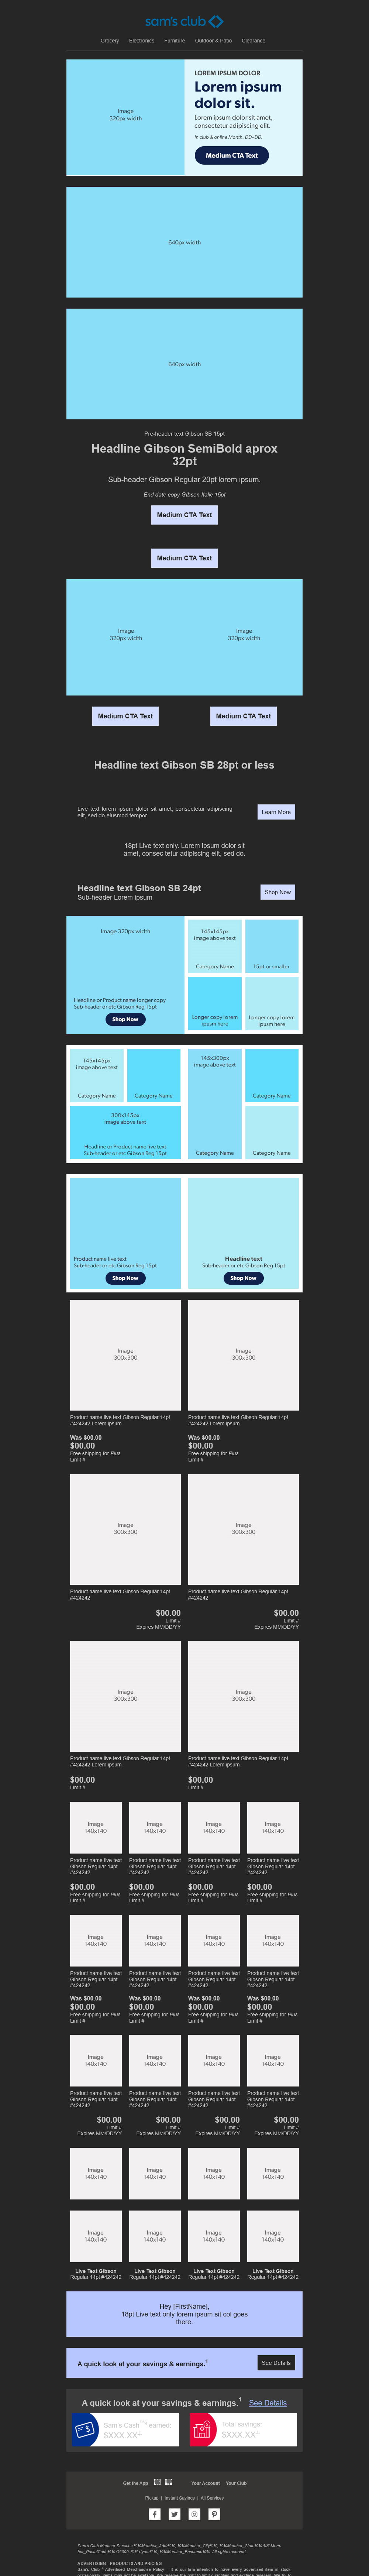 sam's club
Grocery Electronics Furniture Outdoor & Patio Clearance
Image
320px width
LOREM IPSUM DOLOR
Lorem ipsum
dolor sit.
Lorem ipsum dolor sit amet,
consectetur adipiscing elit.
In club & online Month. DD–DD.
Medium CTA Text
640px width
640px width
Pre-header text Gibson SB 15pt
Headline Gibson SemiBold aprox
32pt
Sub-header Gibson Regular 20pt lorem ipsum.
End date copy Gibson Italic 15pt
Medium CTA Text
Medium CTA Text
Image
320px width
Image
320px width
Medium CTA Text Medium CTA Text
Headline text Gibson SB 28pt or less
Live text lorem ipsum dolor sit amet, consectetur adipiscing
elit, sed do eiusmod tempor.
Learn More
18pt Live text only. Lorem ipsum dolor sit
amet, consec tetur adipiscing elit, sed do.
Headline text Gibson SB 24pt
Sub-header Lorem ipsum
Shop Now
Image 320px width
Headline or Product name longer copy
Sub-header or etc Gibson Reg 15pt
Shop Now
145x145px
image above text
Category Name
15pt or smaller
Longer copy lorem
ipusm here
Longer copy lorem
ipsusm here
145x145px
image above text
Category Name
Category Name
300x145px
image above text
Headline or Product name live text
Sub-header or etc Gibson Reg 15pt
145x300px
image above text
Category Name
Category Name
Category Name
Product name live text
Sub-header or etc Gibson Reg 15pt
Shop Now
Headline text
Sub-header or etc Gibson Reg 15pt
Shop Now
Image
300x300
Image
300x300
Product name live text Gibson Regular 14pt
#424242 Lorem ipsum
Was $00.00
$00.00
Free shipping for Plus
Limit #
Product name live text Gibson Regular 14pt
#424242 Lorem ipsum
Was $00.00
$00.00
Free shipping for Plus
Limit #
Image
300x300
Image
300x300
Product name live text Gibson Regular 14pt
#424242
$00.00
Limit #
Expires MM/DD/YY
Product name live text Gibson Regular 14pt
#424242
$00.00
Limit #
Expires MM/DD/YY
Image
300x300
Image
300x300
Product name live text Gibson Regular 14pt
#424242 Lorem ipsum
$00.00
Limit #
Product name live text Gibson Regular 14pt
#424242 Lorem ipsum
$00.00
Limit #
Image Image Image Image
140x140 140x140 140x140 140x140
Product name live text Product name live text Product name live text Product name live text
Gibson Regular 14pt Gibson Regular 14pt Gibson Regular 14pt Gibson Regular 14pt
#424242 #424242 #424242 #424242
$00.00 $00.00 $00.00 $00.00
Free shipping for Plus Free shipping for Plus Free shipping for Plus Free shipping for Plus
Limit # Limit # Limit # Limit #
Image Image Image Image
140x140 140x140 140x140 140x140
Product name live text Product name live text Product name live text Product name live text
Gibson Regular 14pt Gibson Regular 14pt Gibson Regular 14pt Gibson Regular 14pt
#424242 #424242 #424242 #424242
Was $00.00 Was $00.00 Was $00.00 Was $00.00
$00.00 $00.00 $00.00 $00.00
Free shipping for Plus Free shipping for Plus Free shipping for Plus Free shipping for Plus
Limit # Limit # Limit # Limit #
Image Image Image Image
140x140 140x140 140x140 140x140
Product name live text Product name live text Product name live text Product name live text
Gibson Regular 14pt Gibson Regular 14pt Gibson Regular 14pt Gibson Regular 14pt
#424242 #424242 #424242 #424242
$00.00 $00.00 $00.00 $00.00
Limit # Limit # Limit # Limit #
Expires MM/DD/YY Expires MM/DD/YY Expires MM/DD/YY Expires MM/DD/YY
Image Image Image Image
140x140 140x140 140x140 140x140
Image Image Image Image
140x140 140x140 140x140 140x140
Live Text Gibson Live Text Gibson Live Text Gibson Live Text Gibson
Regular 14pt #424242 Regular 14pt #424242 Regular 14pt #424242 Regular 14pt #424242
Hey [FirstName],
18pt Live text only lorem ipsum sit col goes
there.
A quick look at your savings & earnings.1
See Details
A quick look at your savings & earnings.1 See Details
Sam's Cash™§ earned:
$XXX.XX‡
Total savings:
$XXX.XX
Get the App Your Account Your Club
Pickup | Instant Savings | All Services
Sam's Club Member Services %%Member_Addr%%, %%Member_City%%, %%Member_State%% %%Mem
ber_PostalCode%% ©2000–%%xtyear%%, %%Member_Busname%%. All rights reserved.
ADVERTISING - PRODUCTS AND PRICING
Sam's Club ® Advertised Merchandise Policy – It is our firm intention to have every advertised item in stock,